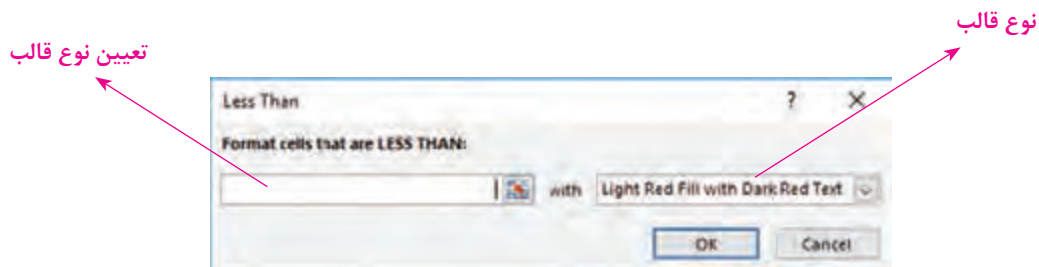 نوع قالب
تعیین نوع قالب
Less Than ? X
Format cells that are LESS THAN:
with Light Red Fill with Dark Red Text
OK Cancel